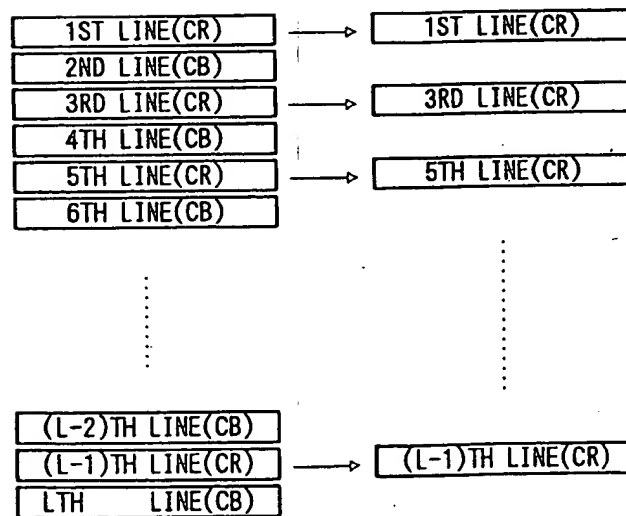 1ST LINE(CR)
1ST LINE(CR)
2ND LINE(CB)
3RD LINE(CR)
3RD LINE(CR)
4TH LINE(CB)
5TH LINE(CR)
5TH LINE(CR)
6TH LINE(CB)
(L-2)TH LINE(CB)
(L-1)TH LINE(CR)
(L-1)TH LINE(CR)
LTH LINE(CB)